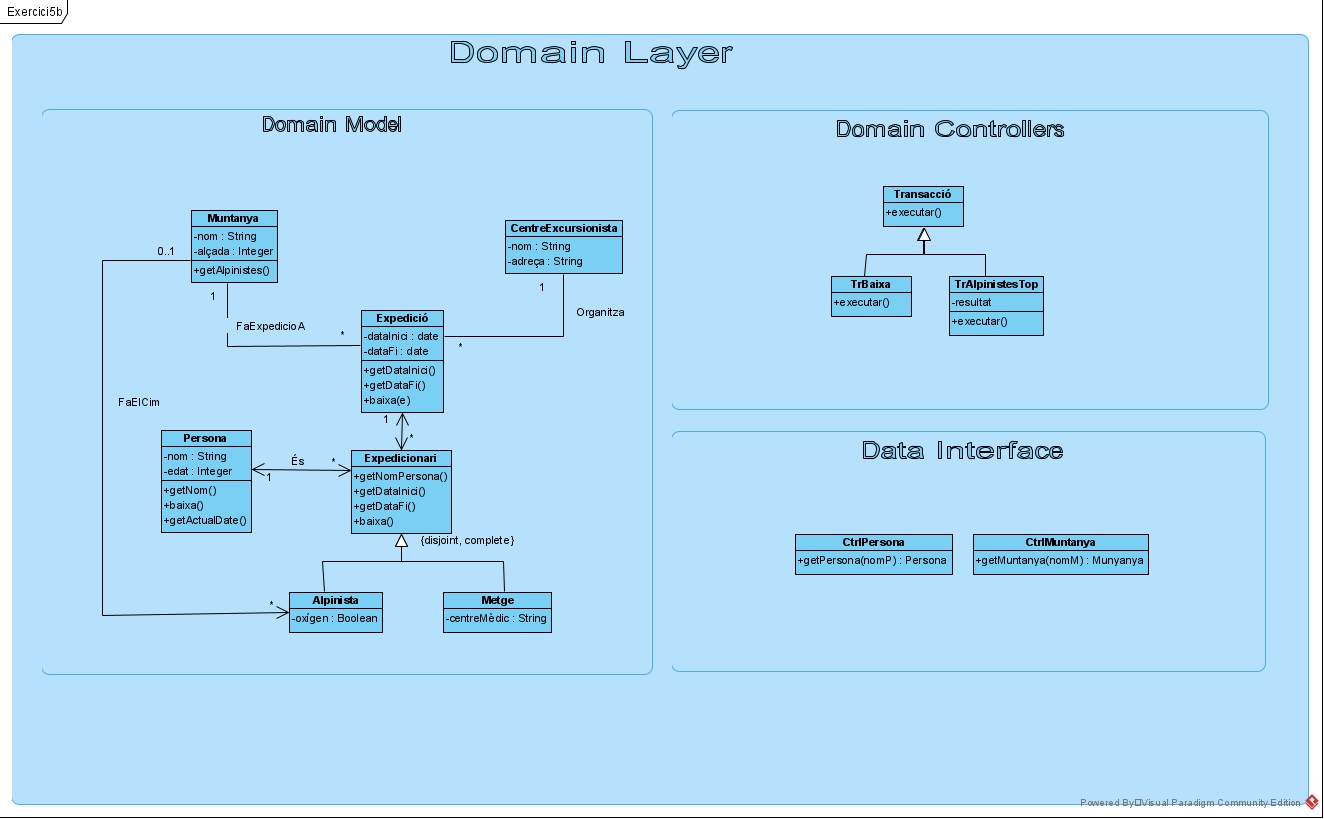 Exercici5b
Domain Layer
Domain Model
Muntanya
-nom : String
-alçada : Integer
+getAlpinistes()
0..1
1
FaExpedicioA
*
CentreExcursionista
-nom : String
-adreça : String
1
Organitza
*
Expedició
-dataInici : date
-dataFi : date
+getDataInici()
+getDataFi()
+baixa(e)
1
*
FaElCim
Persona
-nom : String
-edat : Integer
+getNom()
+baixa()
+getActualDate()
És
*
1
Expedicionari
+getNomPersona()
+getDataInici()
+getDataFi()
+baixa()
{disjoint, complete}
*
Alpinista
-oxígen : Boolean
Metge
-centreMèdic : String
Domain Controllers
Transacció
+executar()
TrBaixa
+executar()
TrAlpinistesTop
-resultat
+executar()
Data Interface
CtrlPersona
+getPersona(nomP) : Persona
CtrlMuntanya
+getMuntanya(nomM) : Munyanya
Powered By Visual Paradigm Community Edition